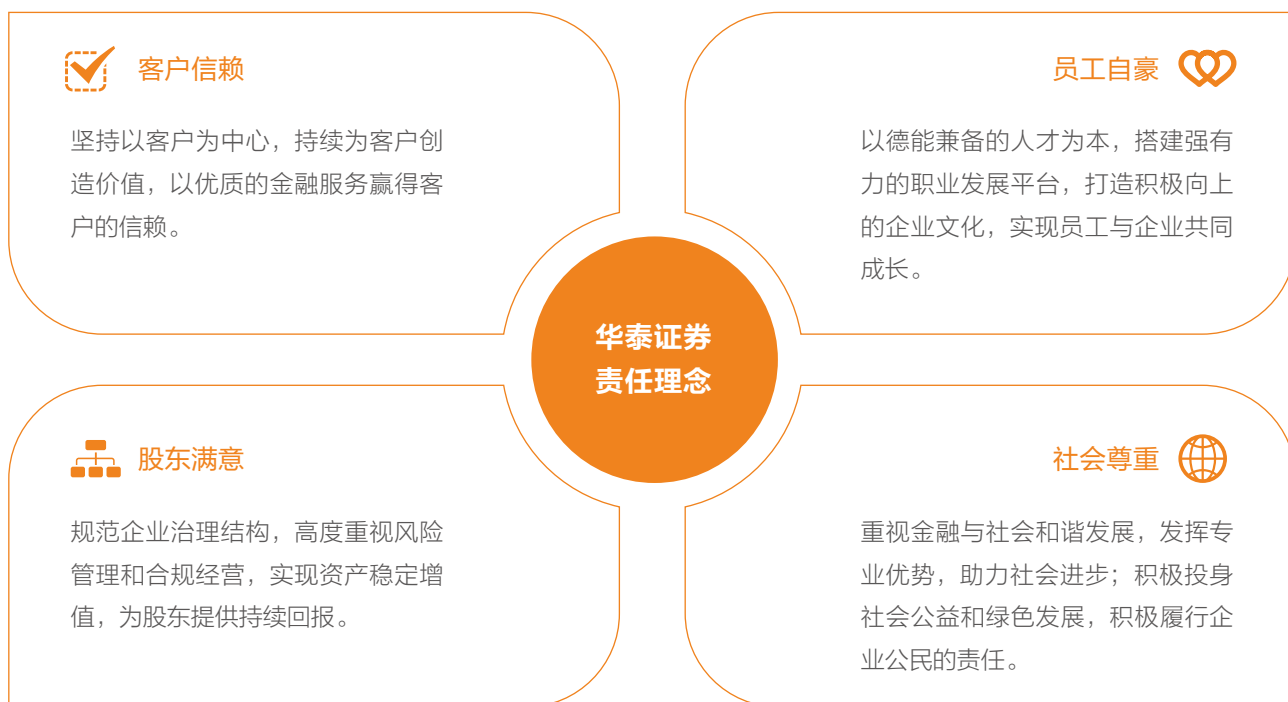 客户信赖
坚持以客户为中心，持续为客户创
造价值，以优质的金融服务赢得客
户的信赖。
员工自豪
以德能兼备的人才为本，搭建强有
力的职业发展平台，打造积极向上
的企业文化，实现员工与企业共同
成长。
华泰证券
责任理念
股东满意
规范企业治理结构，高度重视风险
管理和合规经营，实现资产稳定增
值，为股东提供持续回报。
社会尊重
重视金融与社会和谐发展，发挥专
业优势，助力社会进步；积极投身
社会公益和绿色发展，积极履行企
业公民的责任。